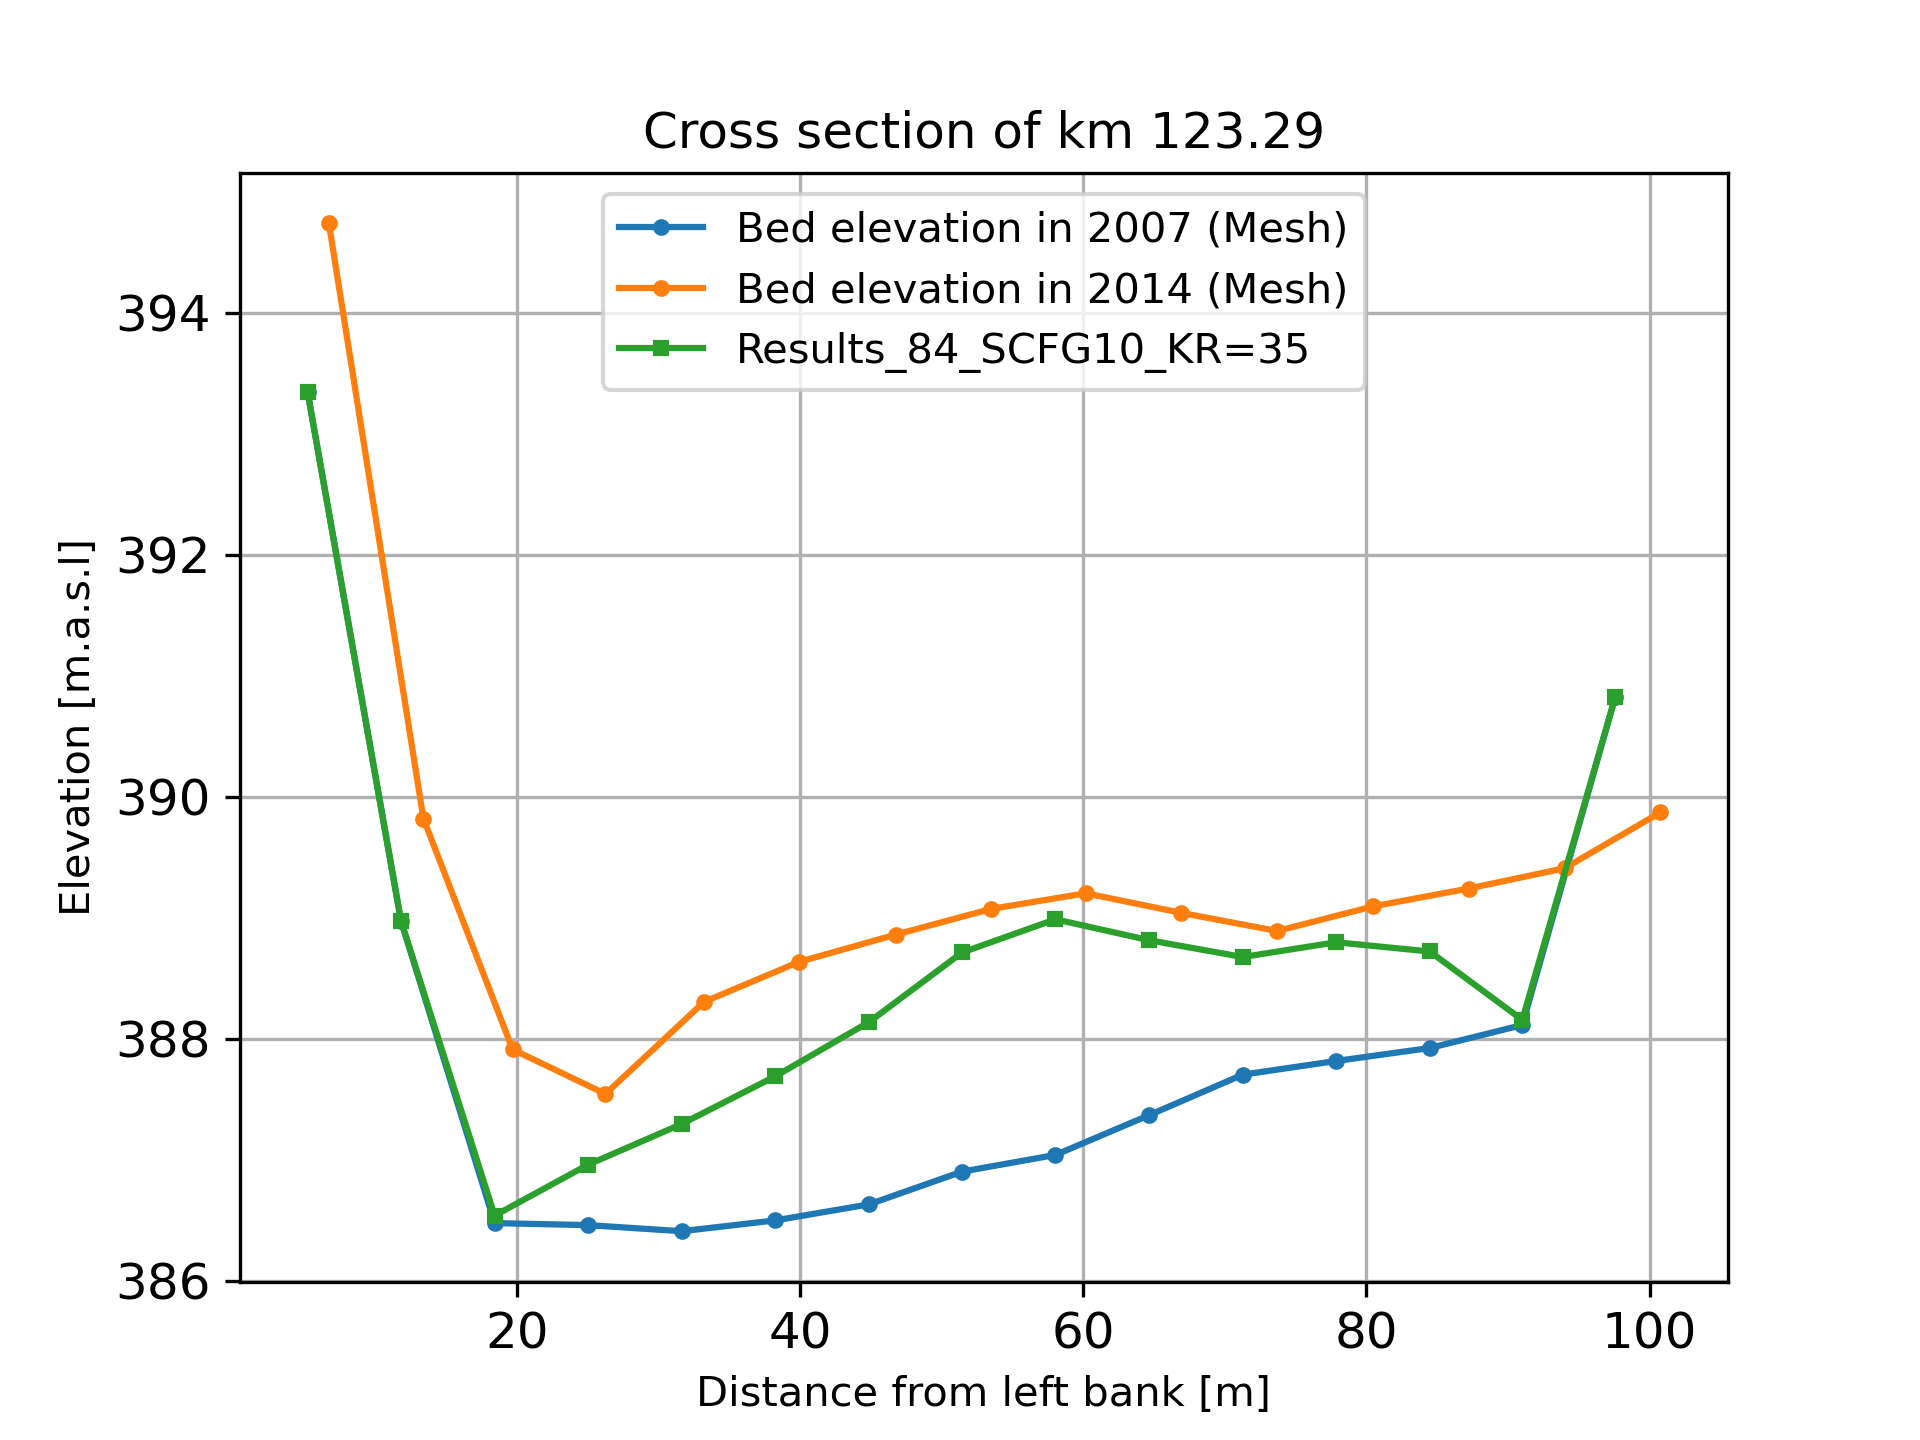 Cross section of km 123.29
Bed elevation in 2007 (Mesh)
Bed elevation in 2014 (Mesh)
Results_84_SCFG10_KR=35
394
392
390
388
386
Elevation [m.a.s.l]
20 40 60 80 100
Distance from left bank [m]